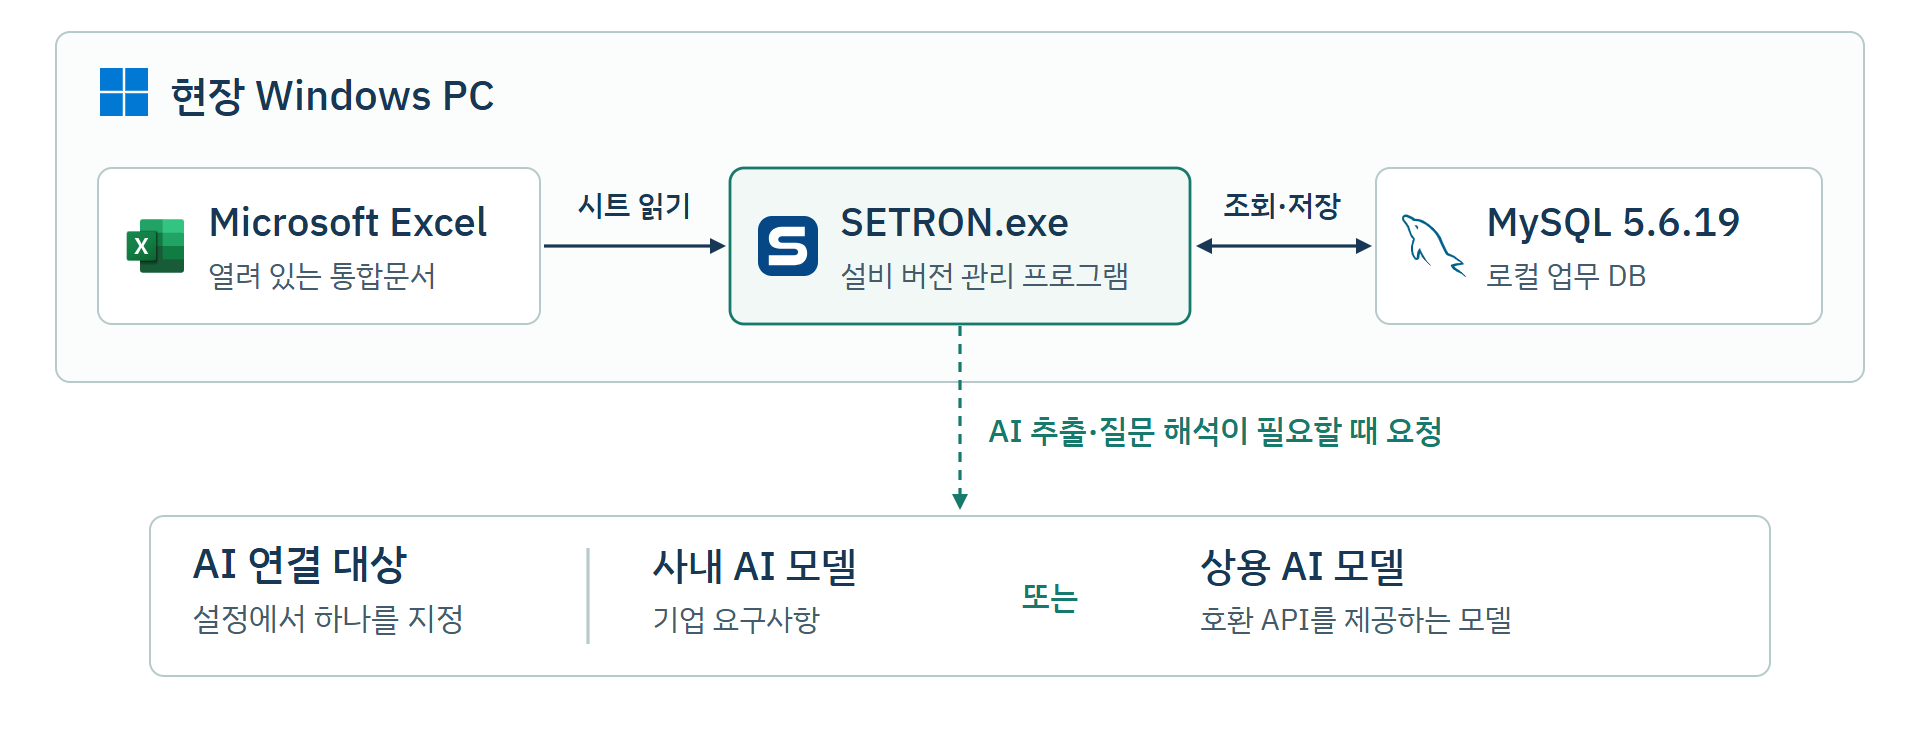 현장 Windows PC
Microsoft Excel
열려 있는 통합문서
시트 읽기
SETRON.exe
설비 버전 관리 프로그램
조회·저장
MySQL 5.6.19
로컬 업무 DB
AI 추출·질문 해석이 필요할 때 요청
AI 연결 대상
설정에서 하나를 지정
사내 AI 모델
기업 요구사항
또는
상용 AI 모델
호환 API를 제공하는 모델